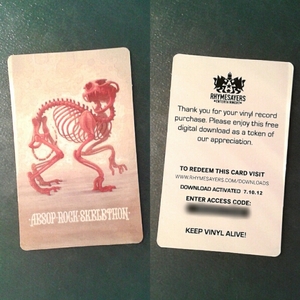 ·AESOP ROCK·SKELETHON·
RHYMESAYERS
ENTERTAINMENT
Thank you for your vinyl record
purchase. Please enjoy this free
digital download as a token of
our appreciation.
TO REDEEM THIS CARD VISIT
WWW.RHYMESAYERS.COM/DOWNLOADS
DOWNLOAD ACTIVATED 7.10.12
ENTER ACCESS CODE:
KEEP VINYL ALIVE!